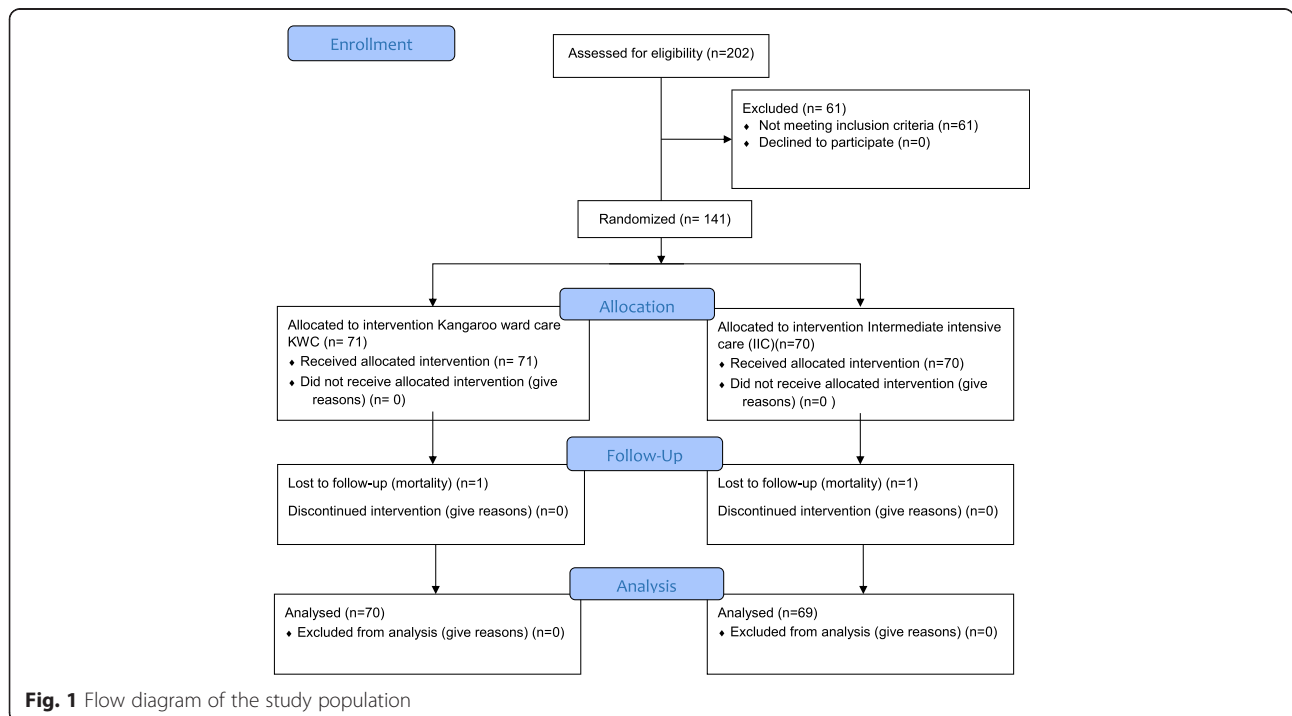 Enrollment
Assessed for eligibility (n=202)
Excluded (n= 61)
♦ Not meeting inclusion criteria (n=61)
♦ Declined to participate (n=0)
Randomized (n= 141)
Allocation
Allocated to intervention Kangaroo ward care
KWC (n= 71)
♦ Received allocated intervention (n= 71)
♦ Did not receive allocated intervention (give
reasons) (n= 0)
Allocated to intervention Intermediate intensive
care (IIC)(n=70)
♦ Received allocated intervention (n=70)
♦ Did not receive allocated intervention (give
reasons) (n=0 )
Follow-Up
Lost to follow-up (mortality) (n=1)
Discontinued intervention (give reasons) (n=0)
Lost to follow-up (mortality) (n=1)
Discontinued intervention (give reasons) (n=0)
Analysis
Analysed (n=70)
♦ Excluded from analysis (give reasons) (n=0)
Analysed (n=69)
♦ Excluded from analysis (give reasons) (n=0)
Fig. 1 Flow diagram of the study population